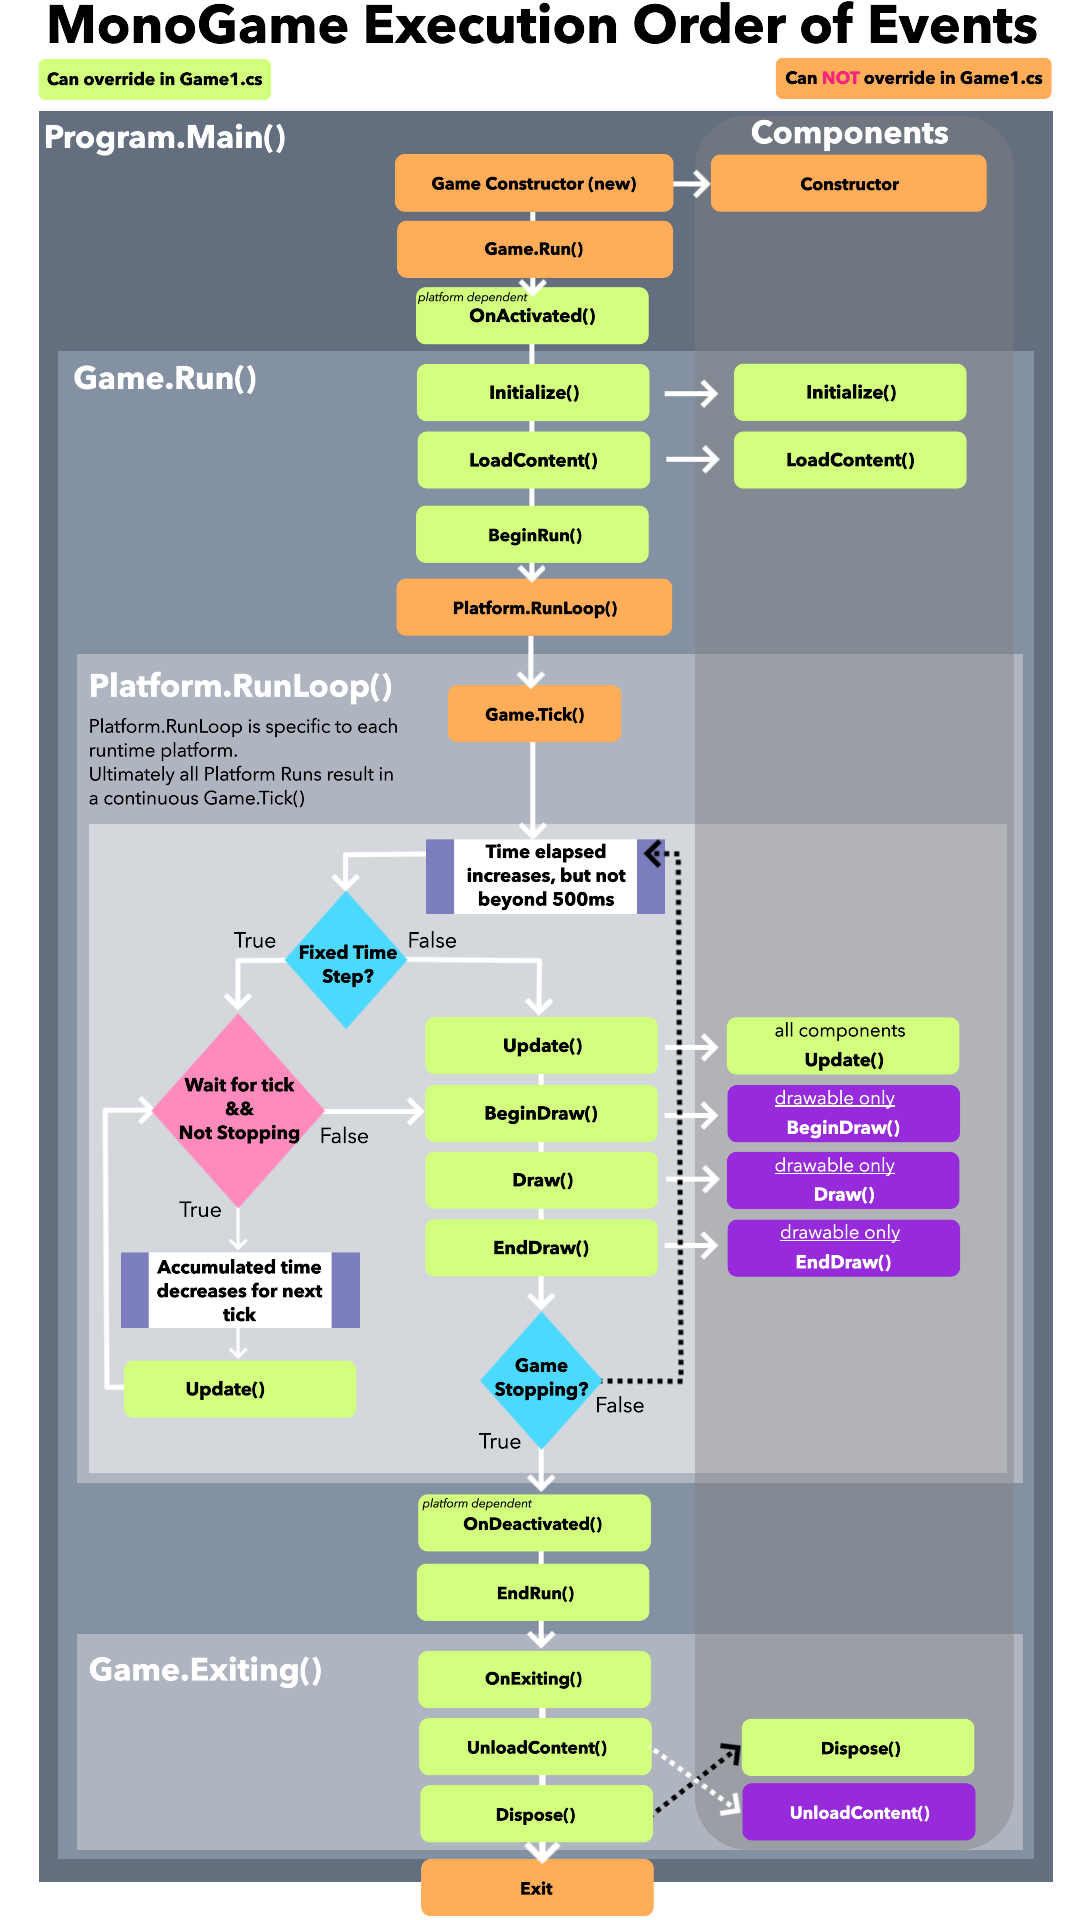 MonoGame Execution Order of Events
Can override in Game1.cs
Can NOT override in Game1.cs
Program.Main()
Components
Game Constructor (new)
Constructor
Game.Run()
platform dependent
OnActivated()
Game.Run()
Initialize()
Initialize()
LoadContent()
LoadContent()
BeginRun()
Platform.RunLoop()
Platform.RunLoop()
Platform.RunLoop is specific to each
runtime platform.
Ultimately all Platform Runs result in
a continuous Game.Tick()
Game.Tick()
Time elapsed
increases, but not
beyond 500ms
True
False
Fixed Time
Step?
Update()
all components
Update()
Wait for tick
&&
Not Stopping
False
True
BeginDraw()
drawable only
BeginDraw()
Draw()
drawable only
Draw()
EndDraw()
drawable only
EndDraw()
Accumulated time
decreases for next
tick
Update()
Game
Stopping?
False
True
platform dependent
OnDeactivated()
EndRun()
Game.Exiting()
OnExiting()
UnloadContent()
Dispose()
Dispose()
UnloadContent()
Exit